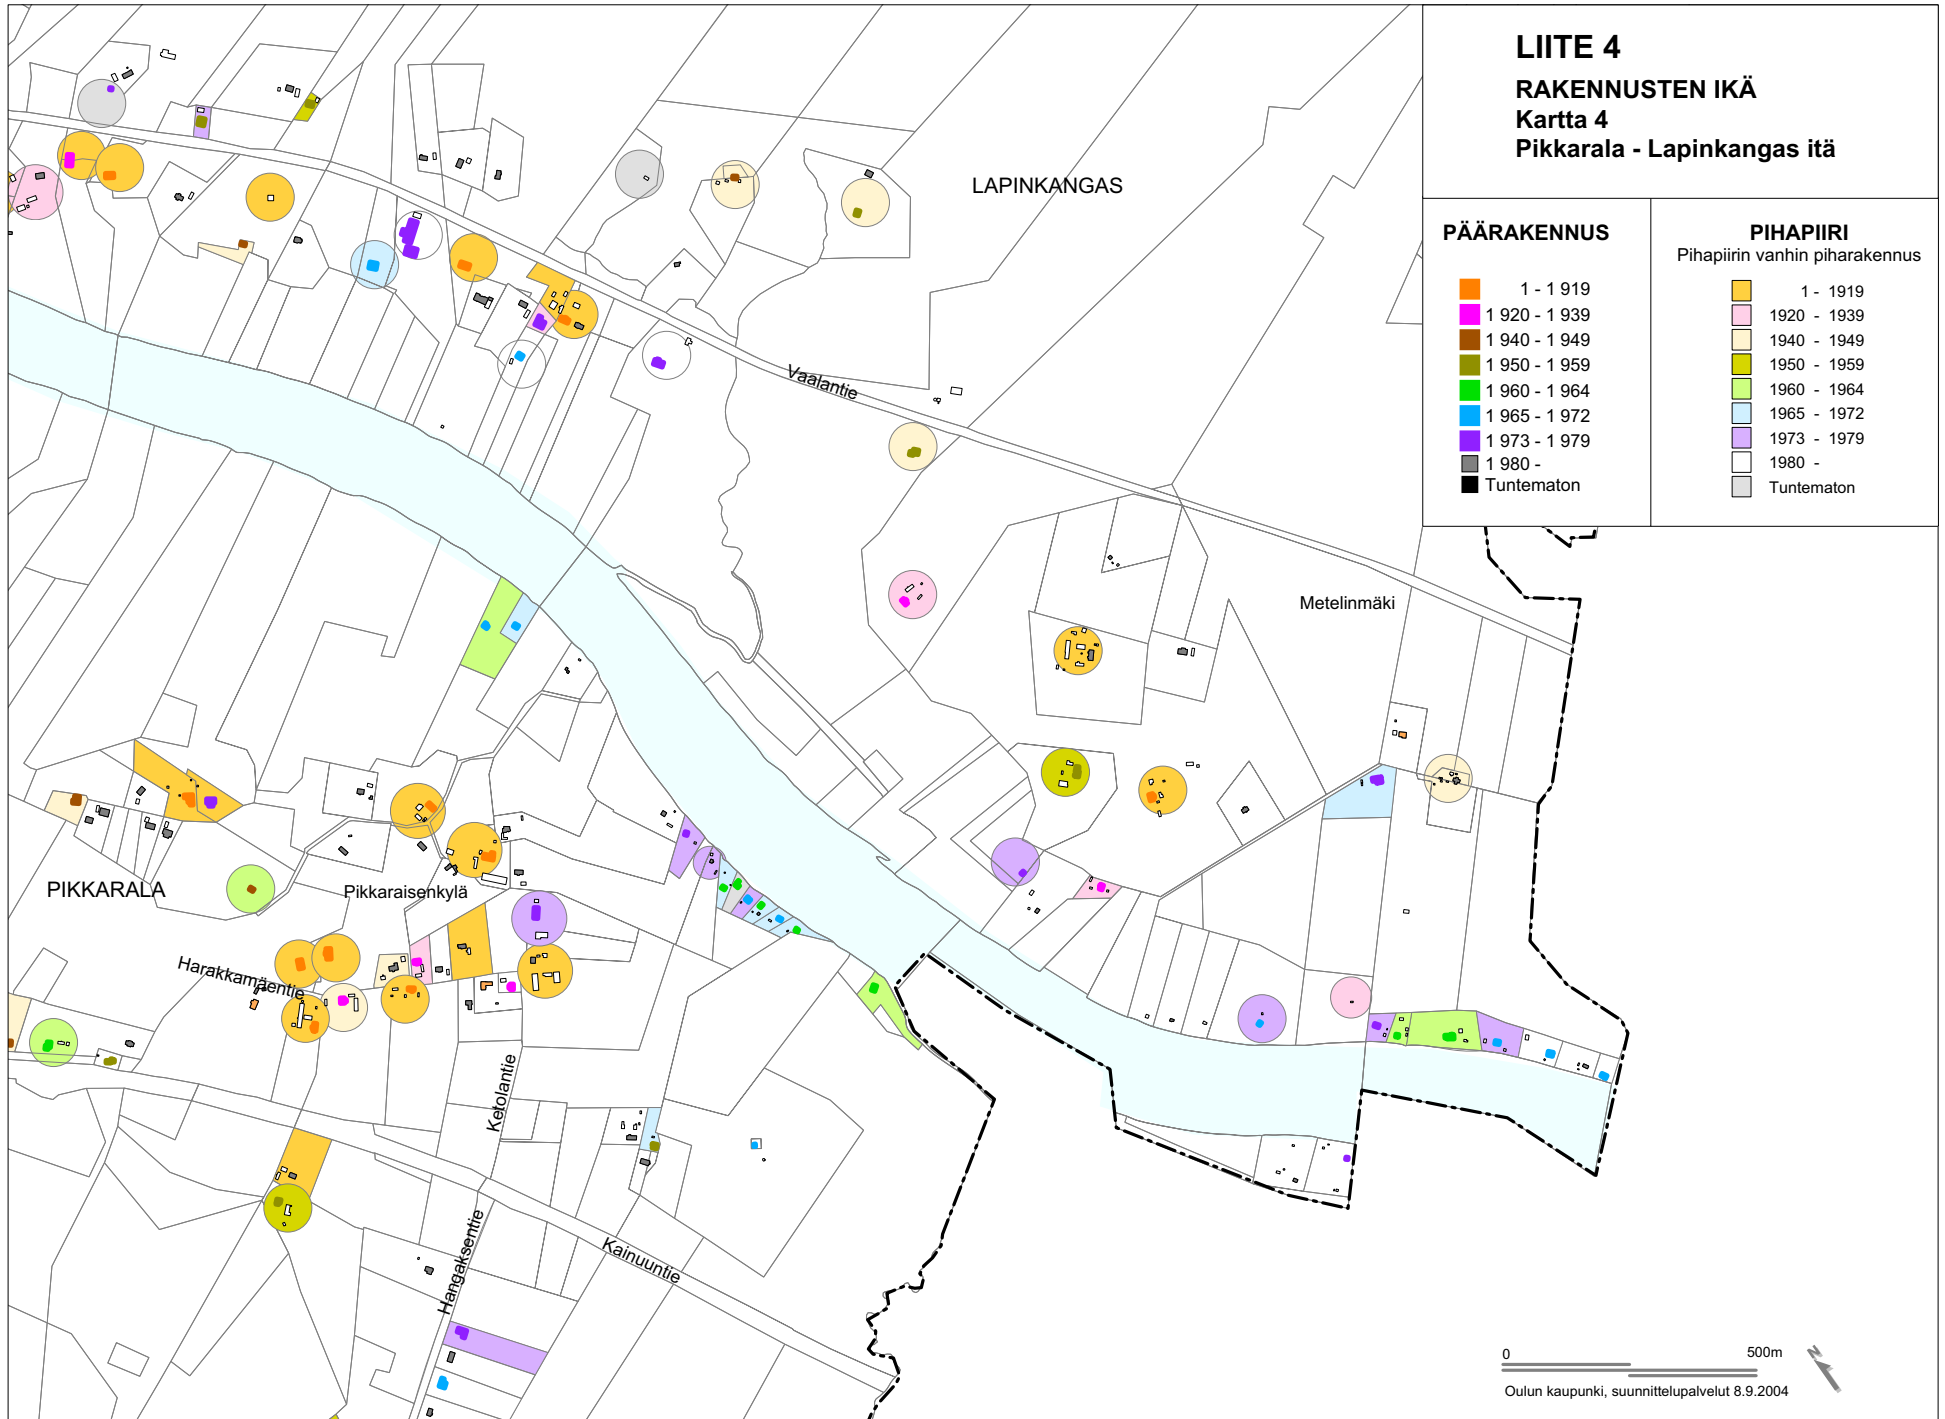 LIITE 4
RAKENNUSTEN IKÄ
Kartta 4
Pikkarala - Lapinkangas itä
PÄÄRAKENNUS
1 - 1 919
1 920 - 1 939
1 940 - 1 949
1 950 - 1 959
1 960 - 1 964
1 965 - 1 972
1 973 - 1 979
1 980 -
Tuntematon
PIHAPIIRI
Pihapiirin vanhin piharakennus
1 - 1919
1920 - 1939
1940 - 1949
1950 - 1959
1960 - 1964
1965 - 1972
1973 - 1979
1980 -
Tuntematon
LAPINKANGAS
Vaalantie
Metelinmäki
PIKKARALA
Pikkaraisenkylä
Harakkamäentie
Ketolantie
Hangaksentie
Kainuuntie
0 500m
N
Oulun kaupunki, suunnittelupalvelut 8.9.2004